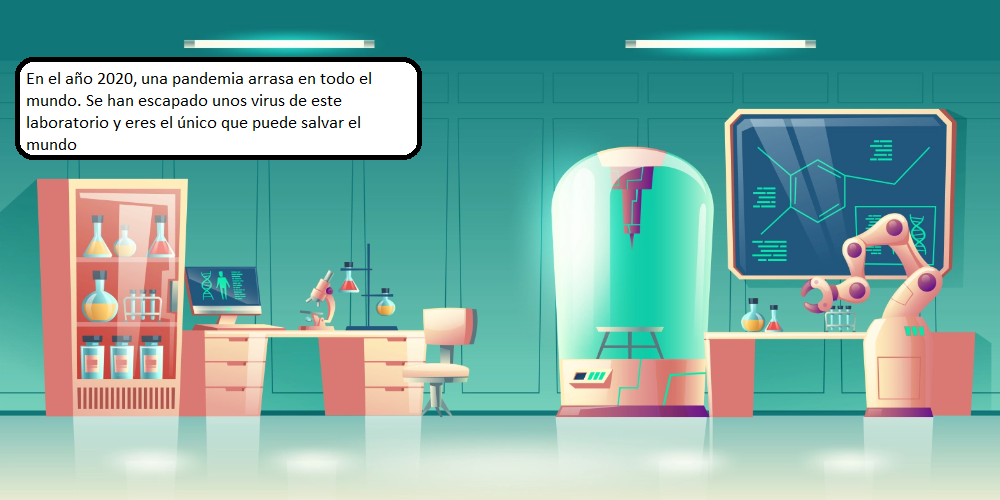 En el año 2020, una pandemia arrasa en todo el
mundo. Se han escapado unos virus de este
laboratorio y eres el único que puede salvar el
mundo